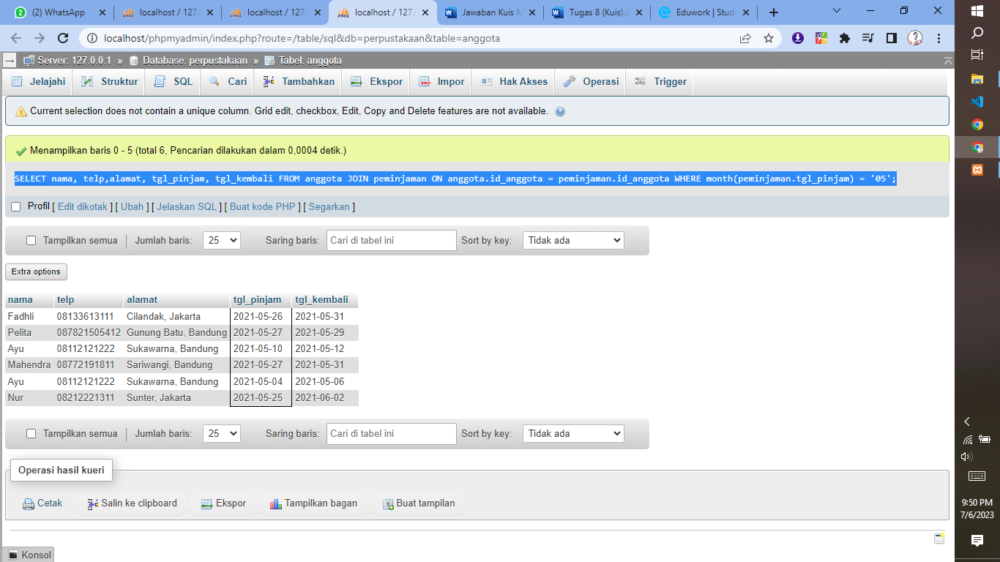 (2) WhatsApp
localhost / 127.
localhost / 127.
localhost / 127.
Jawaban Kuis
Tugas 8 (Kuis).
Eduwork | Stud
localhost/phpmyadmin/index.php?route=/table/sql&db=perpustakaan&table=anggota
Server: 127.0.0.1 » Database: perpustakaan » Tabel: anggota
Jelajahi Struktur SQL Cari Tambahkan Ekspor Impor Hak Akses Operasi Trigger
Current selection does not contain a unique column. Grid edit, checkbox, Edit, Copy and Delete features are not available.
Menampilkan baris 0 - 5 (total 6, Pencarian dilakukan dalam 0,0004 detik.)
SELECT nama, telp,alamat, tgl_pinjam, tgl_kembali FROM anggota JOIN peminjaman ON anggota.id_anggota = peminjaman.id_anggota WHERE month(peminjaman.tgl_pinjam) = '05';
Profil [ Edit dikotak ] [ Ubah ] [ Jelaskan SQL ] [ Buat kode PHP ] [ Segarkan ]
Tampilkan semua | Jumlah baris: 25 Saring baris: Cari di tabel ini Sort by key: Tidak ada
Extra options
nama telp alamat tgl_pinjam tgl_kembali
Fadhli 08133613111 Cilandak, Jakarta 2021-05-26 2021-05-31
Pelita 087821505412 Gunung Batu, Bandung 2021-05-27 2021-05-29
Ayu 08112121222 Sukawarna, Bandung 2021-05-10 2021-05-12
Mahendra 08772191811 Sariwangi, Bandung 2021-05-27 2021-05-31
Ayu 08112121222 Sukawarna, Bandung 2021-05-04 2021-05-06
Nur 08212221311 Sunter, Jakarta 2021-05-25 2021-06-02
Tampilkan semua | Jumlah baris: 25 Saring baris: Cari di tabel ini Sort by key: Tidak ada
Operasi hasil kueri
Cetak Salin ke clipboard Ekspor Tampilkan bagan Buat tampilan
Konsol
9:50 PM
7/6/2023